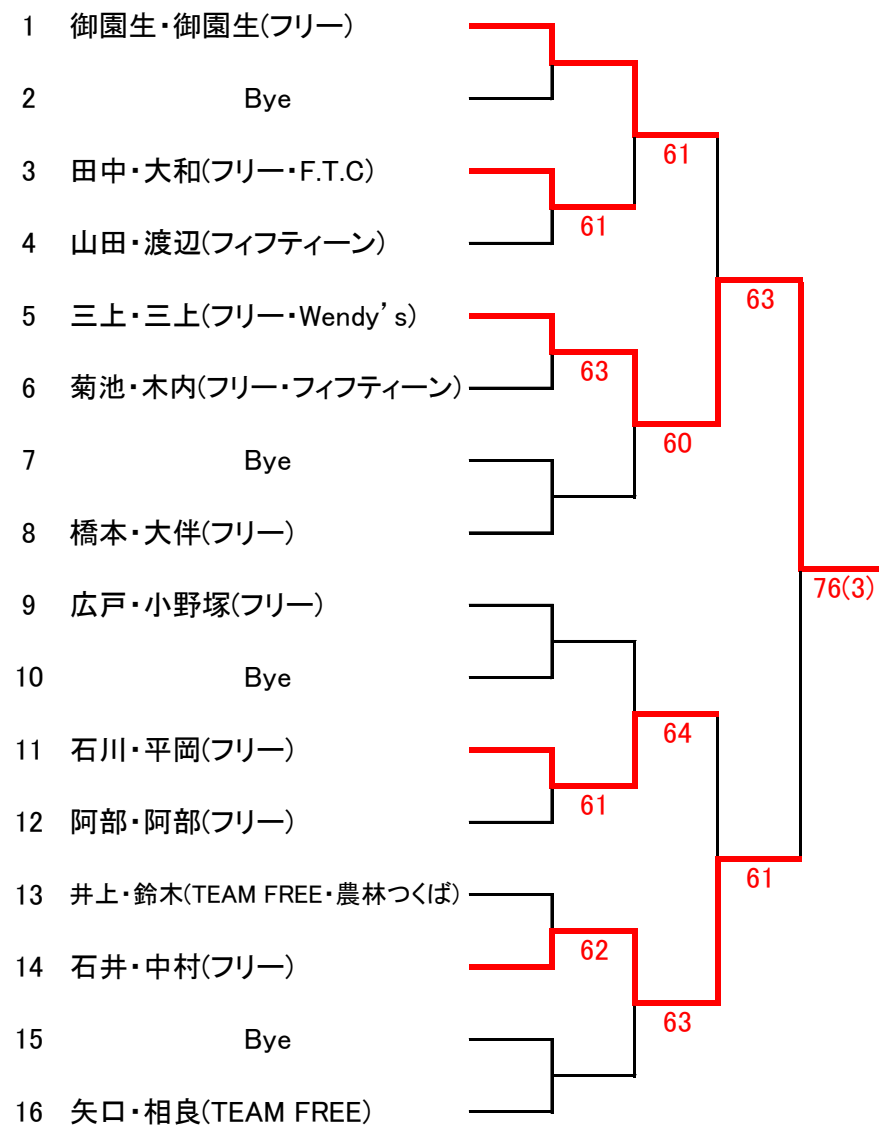 1 御園生・御園生(フリー)
2 Bye
61
3 田中・大和(フリー・F.T.C)
61
4 山田・渡辺(フィフティーン)
63
5 三上・三上(フリー・Wendy's)
63
6 菊池・木内(フリー・フィフティーン)
60
7 Bye
8 橋本・大伴(フリー)
76(3)
9 広戸・小野塚(フリー)
10 Bye
64
11 石川・平岡(フリー)
61
12 阿部・阿部(フリー)
61
13 井上・鈴木(TEAM FREE・農林つくば)
62
14 石井・中村(フリー)
63
15 Bye
16 矢口・相良(TEAM FREE)